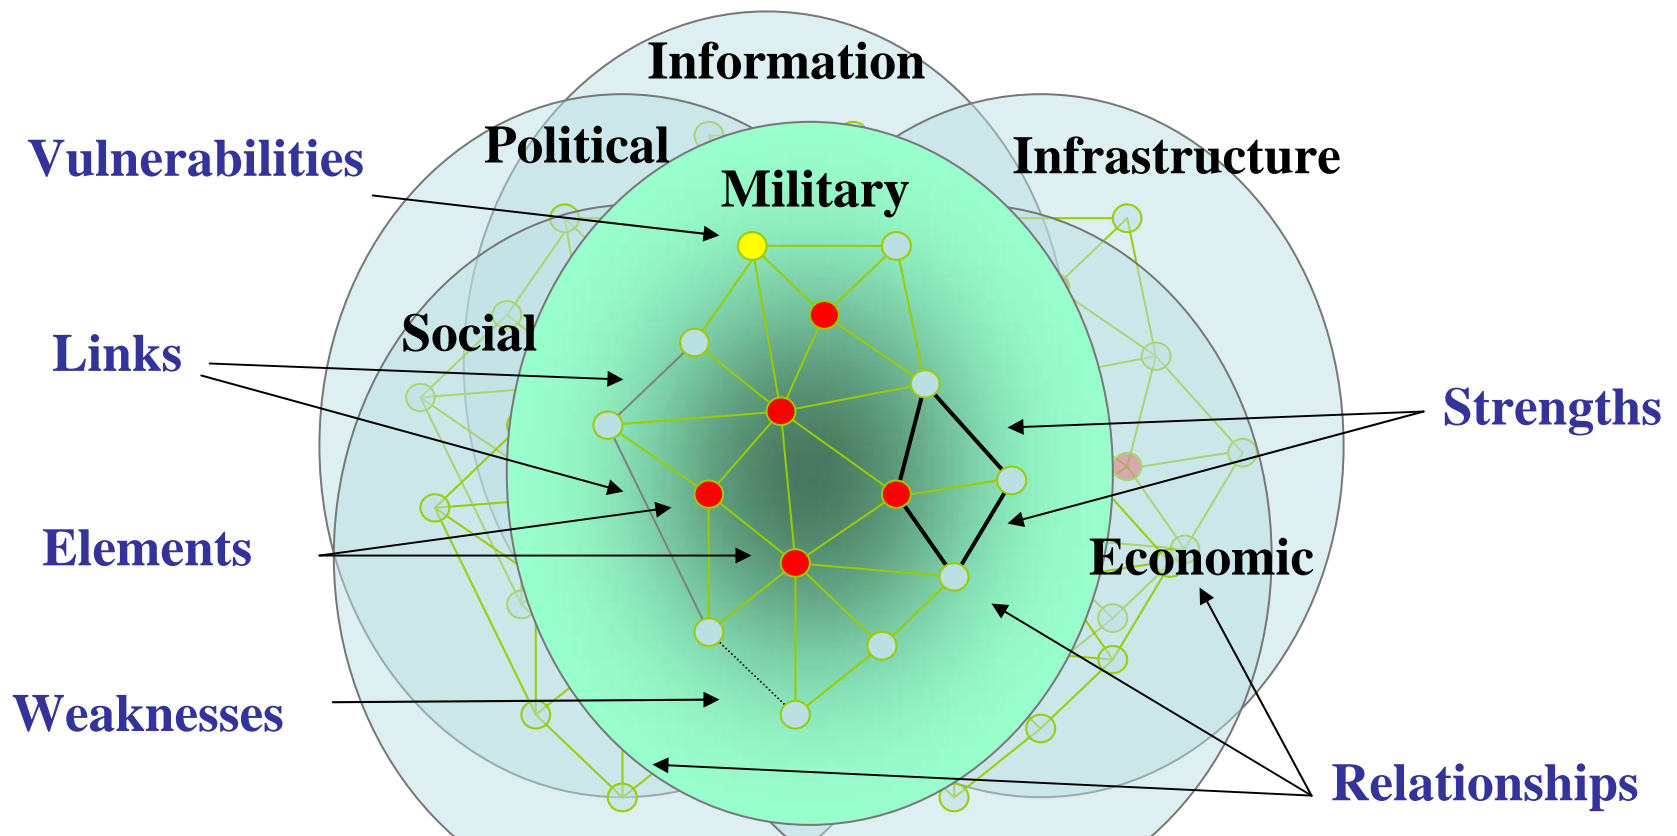 Information
Political
Vulnerabilities
Infrastructure
Military
Social
Links
Strengths
Elements
Economic
Weaknesses
Relationships